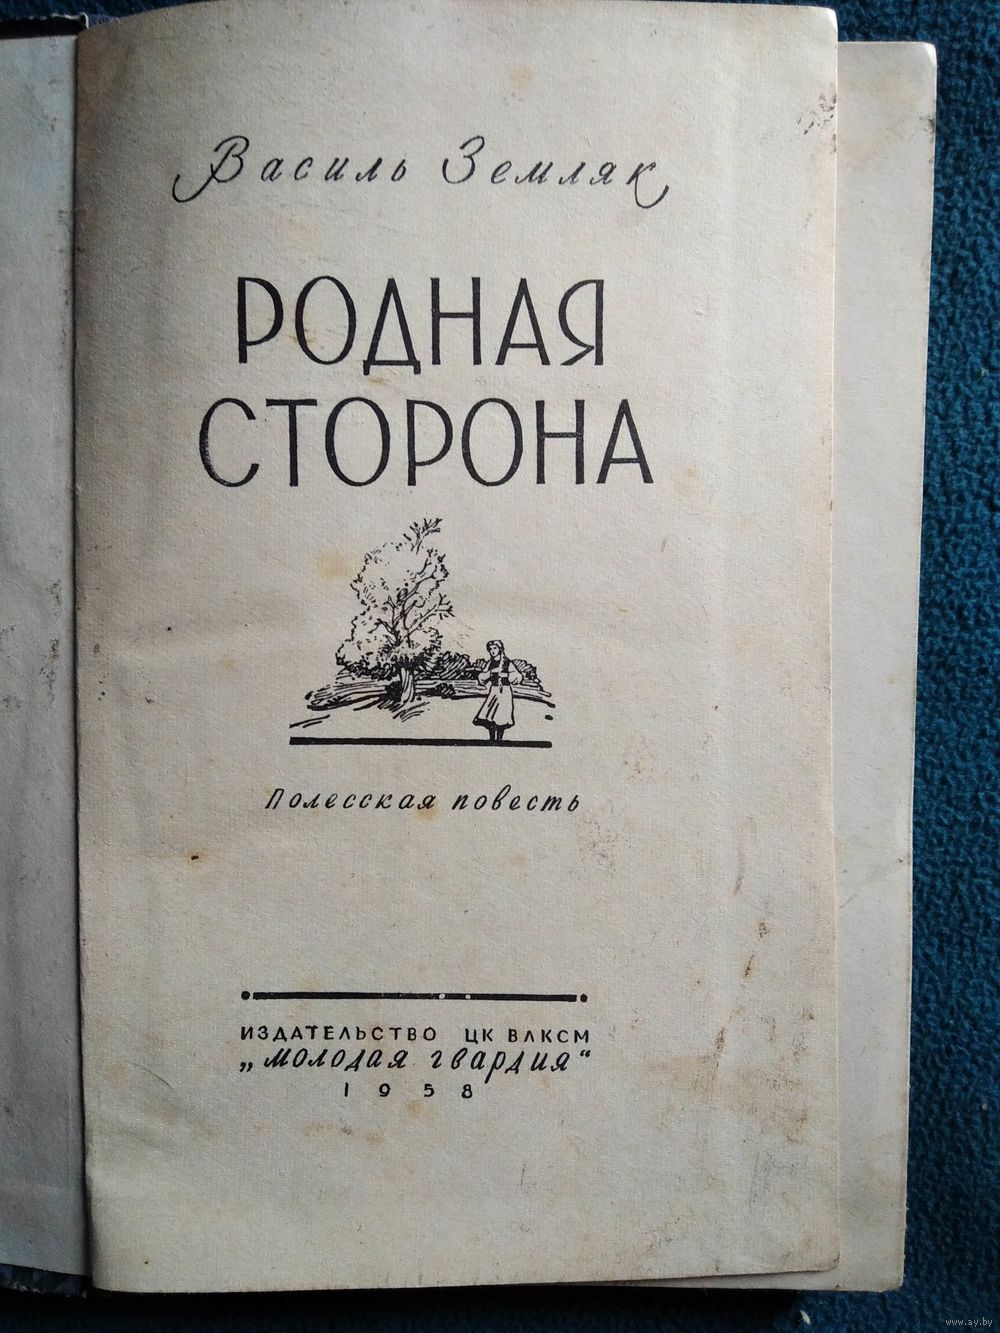 Василь Земляк
РОДНАЯ
СТОРОНА
Полесская повесть
ИЗДАТЕЛЬСТВО ЦК ВЛКСМ
„молодая гвардия“
1958
www.ay.by